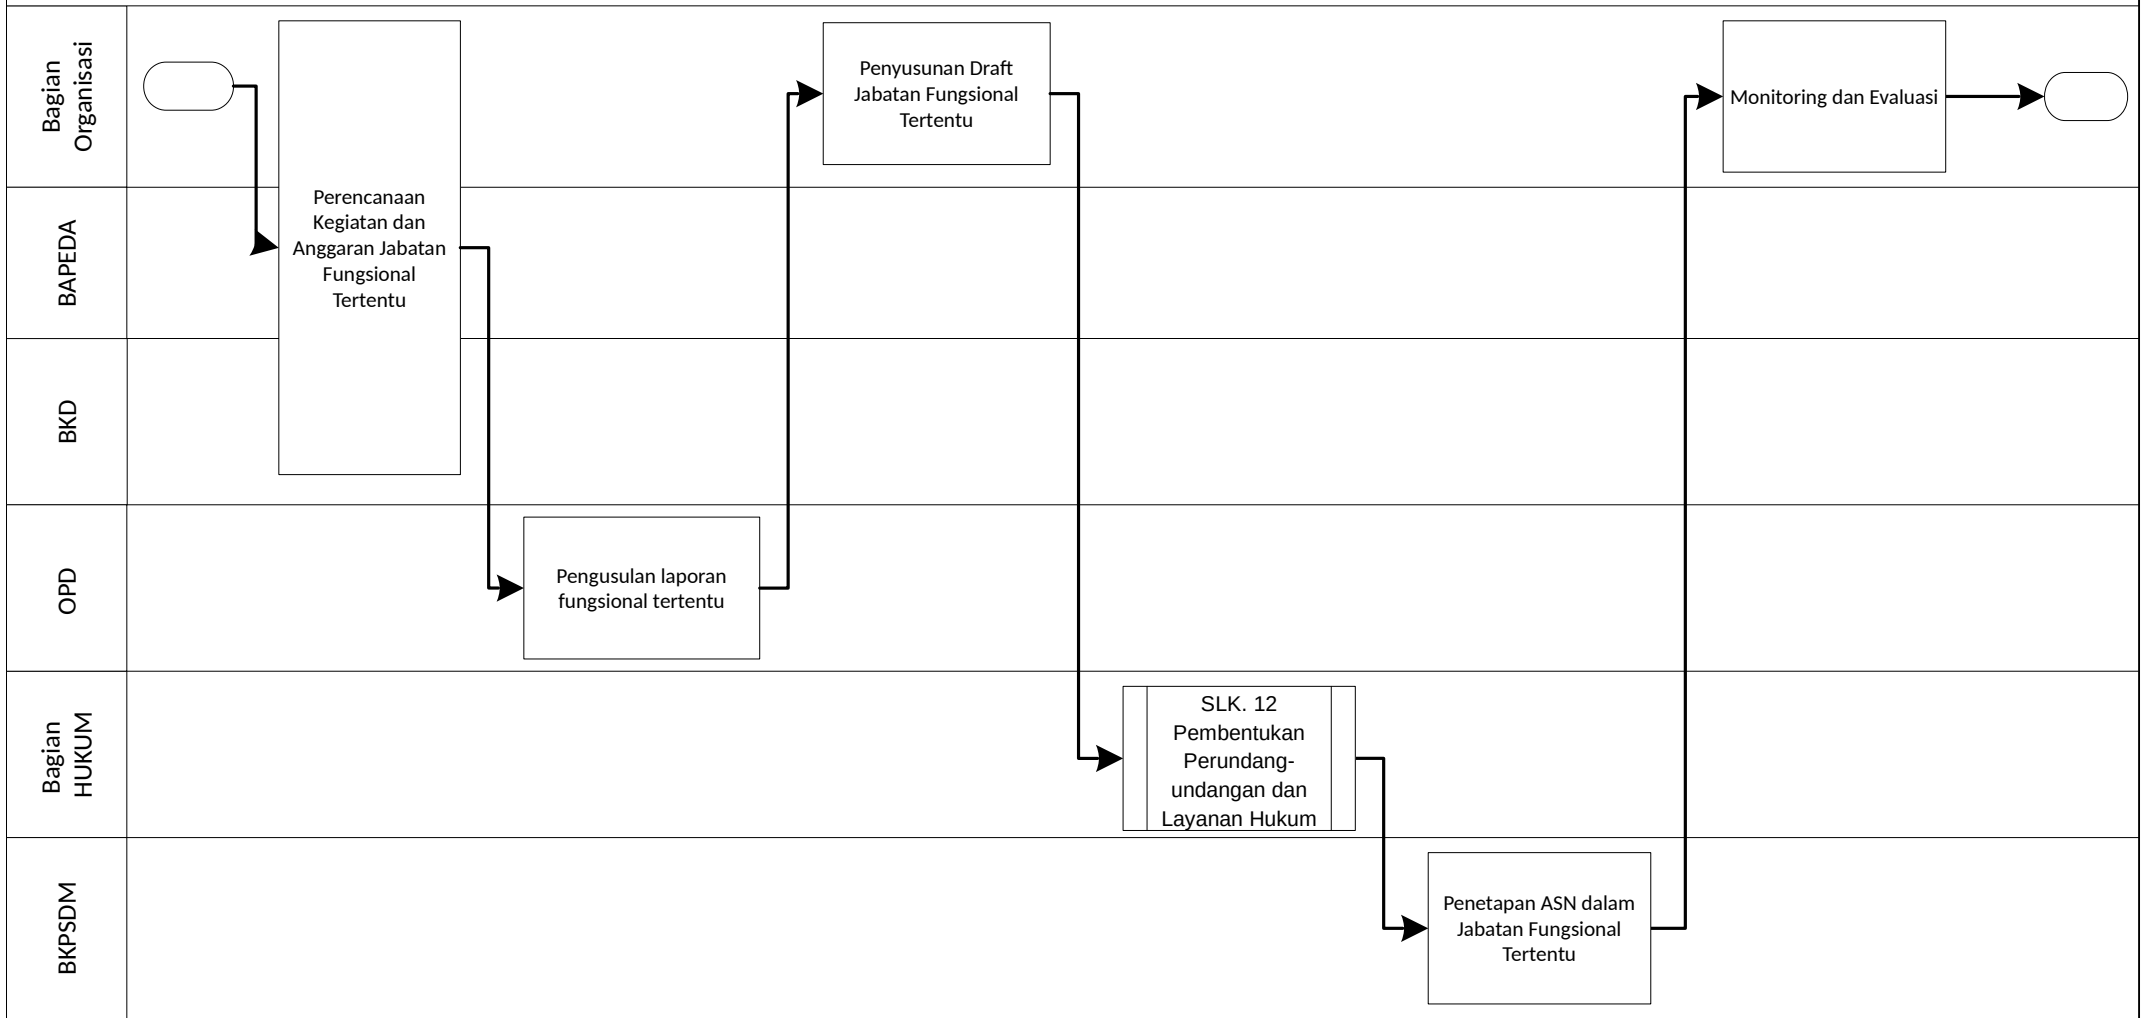 Bagian
Organisasi
BAPEDA
BKD
OPD
Bagian
HUKUM
BKPSDM
Perencanaan
Kegiatan dan
Anggaran Jabatan
Fungsional
Tertentu
Pengusulan laporan
fungsional tertentu
Penyusunan Draft
Jabatan Fungsional
Tertentu
SLK. 12
Pembentukan
Perundang-
undangan dan
Layanan Hukum
Penetapan ASN dalam
Jabatan Fungsional
Tertentu
Monitoring dan Evaluasi